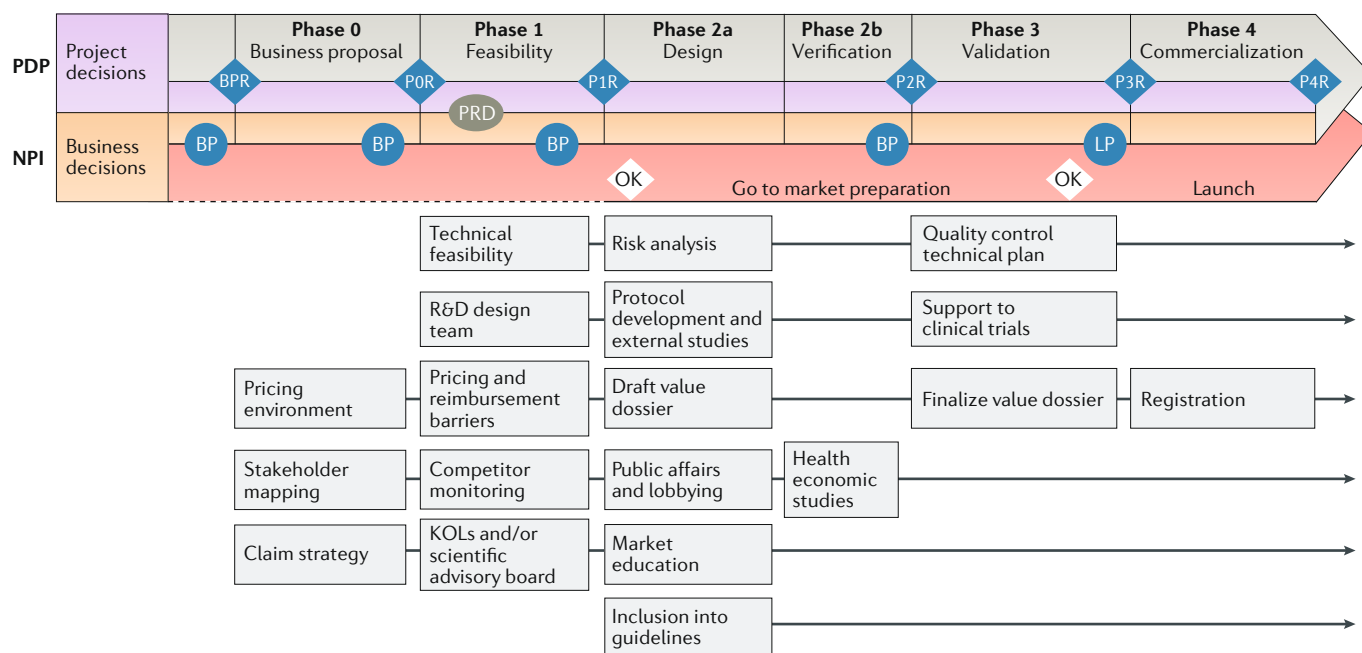 PDP
Project
decisions
Phase 0
Business proposal
Phase 1
Feasibility
Phase 2a
Design
Phase 2b
Verification
Phase 3
Validation
Phase 4
Commercialization
BPR
P0R
P1R
P2R
P3R
P4R
PRD
NPI
Business
decisions
BP
BP
BP
BP
LP
OK
Go to market preparation
OK
Launch
Technical
feasibility
Risk analysis
Quality control
technical plan
R&D design
team
Protocol
development and
external studies
Support to
clinical trials
Pricing
environment
Pricing and
reimbursement
barriers
Draft value
dossier
Finalize value dossier
Registration
Stakeholder
mapping
Competitor
monitoring
Public affairs
and lobbying
Health
economic
studies
Claim strategy
KOLs and/or
scientific
advisory board
Market
education
Inclusion into
guidelines